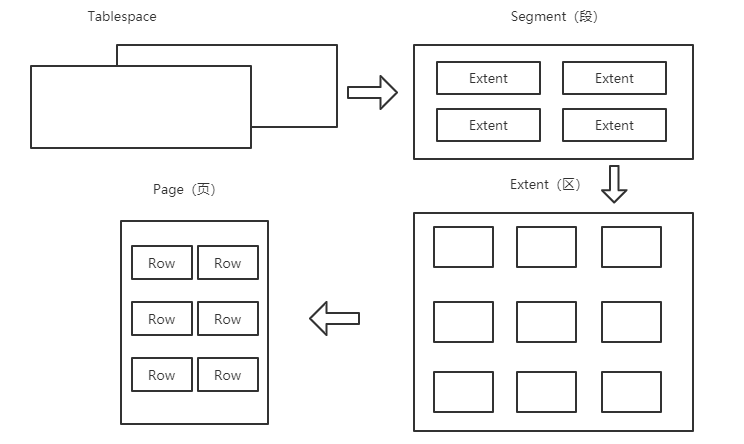 Tablespace
Segment（段）
Extent Extent
Extent Extent
Extent（区）
Page（页）
Row Row
Row Row
Row Row